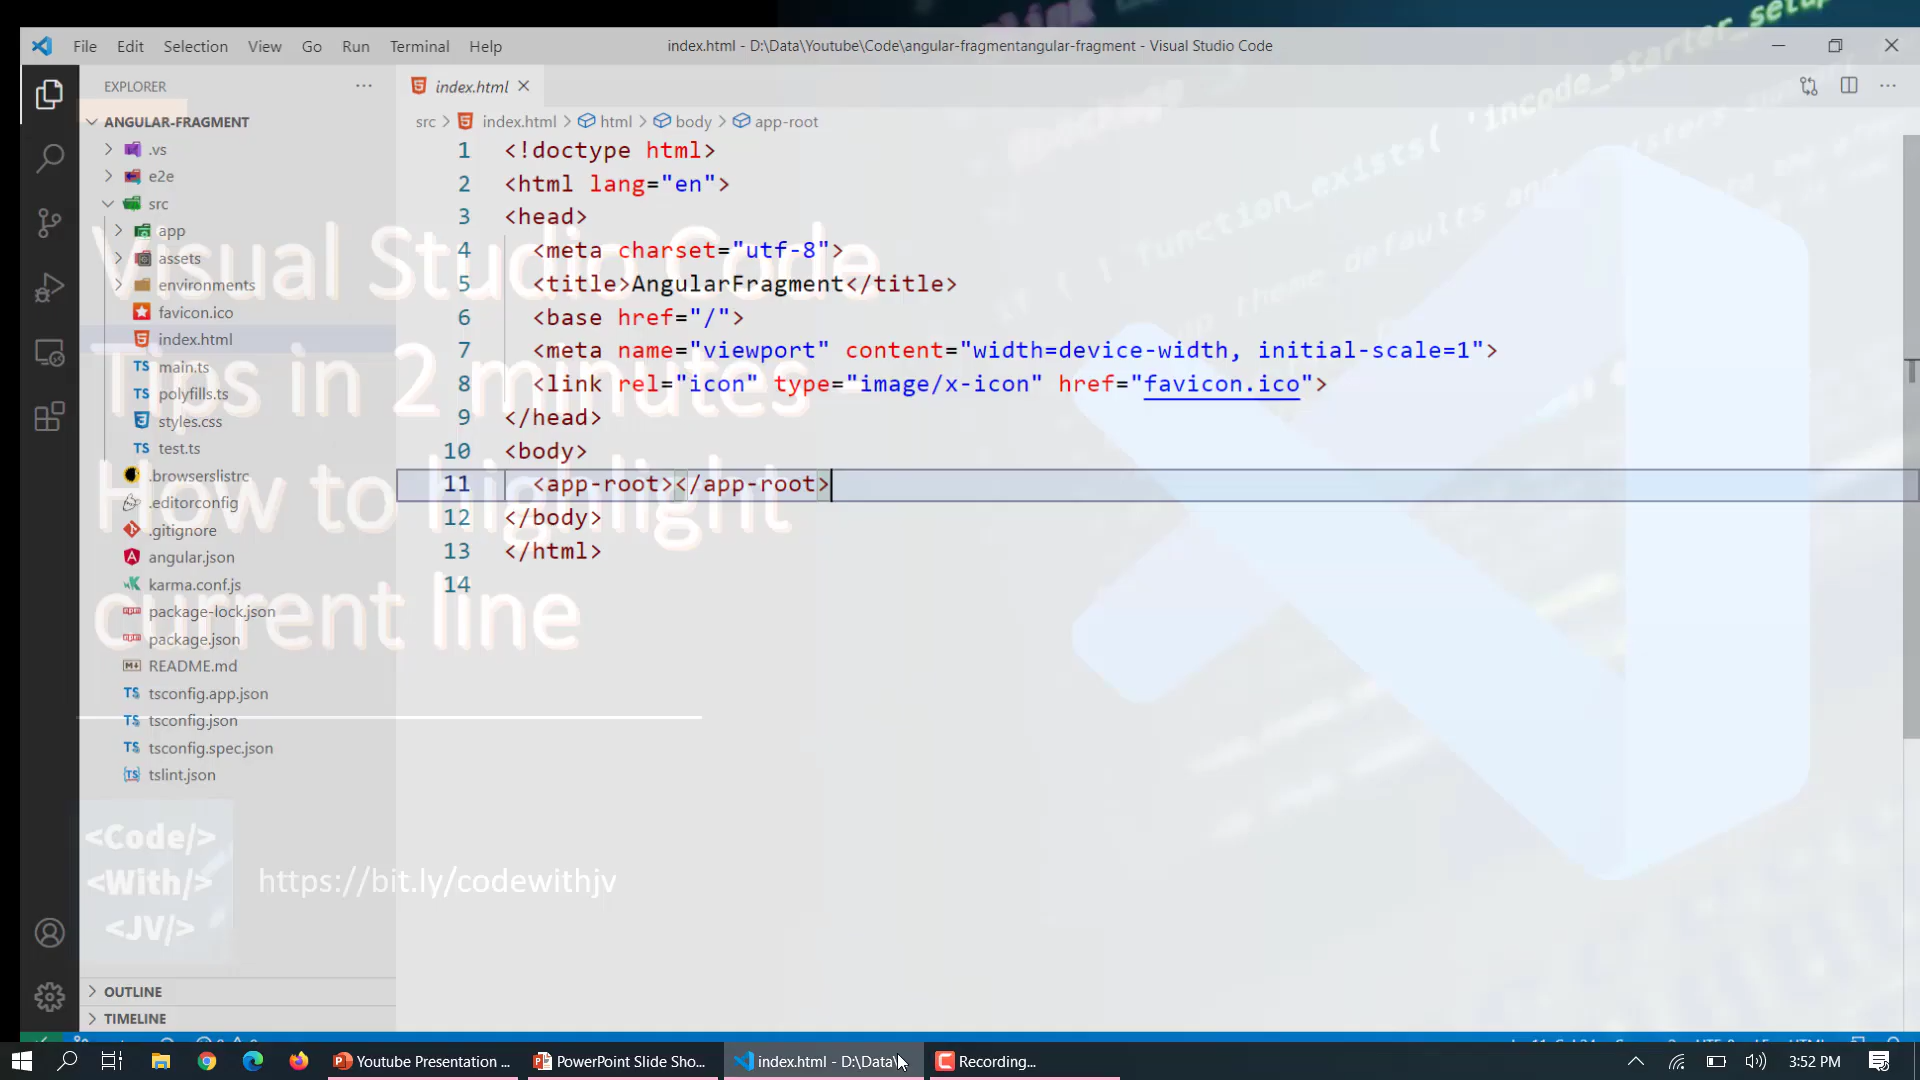 File Edit Selection View Go Run Terminal Help
index.html - D:\Data\Youtube\Code\angular-fragmentangular-fragment - Visual Studio Code
EXPLORER
index.html
ANGULAR-FRAGMENT
.vs
e2e
src
app
assets
environments
favicon.ico
index.html
main.ts
polyfills.ts
styles.css
test.ts
.browserslistrc
.editorconfig
.gitignore
angular.json
karma.conf.js
package-lock.json
package.json
README.md
tsconfig.app.json
tsconfig.json
tsconfig.spec.json
tslint.json
OUTLINE
TIMELINE
src > index.html > html > body > app-root
1 <!doctype html>
2 <html lang="en">
3 <head>
4 <meta charset="utf-8">
5 <title>AngularFragment</title>
6 <base href="/">
7 <meta name="viewport" content="width=device-width, initial-scale=1">
8 <link rel="icon" type="image/x-icon" href="favicon.ico">
9 </head>
10 <body>
11 <app-root></app-root>
12 </body>
13 </html>
14
Visual Studio Code
Tips in 2 minutes
How to highlight
current line
<Code/>
<With/>
<JV/>
https://bit.ly/codewithjv
function_exists( 'incode_starter_setup
theme defaults and
Youtube Presentation ...
PowerPoint Slide Sho...
index.html - D:\Data\
Recording...
3:52 PM